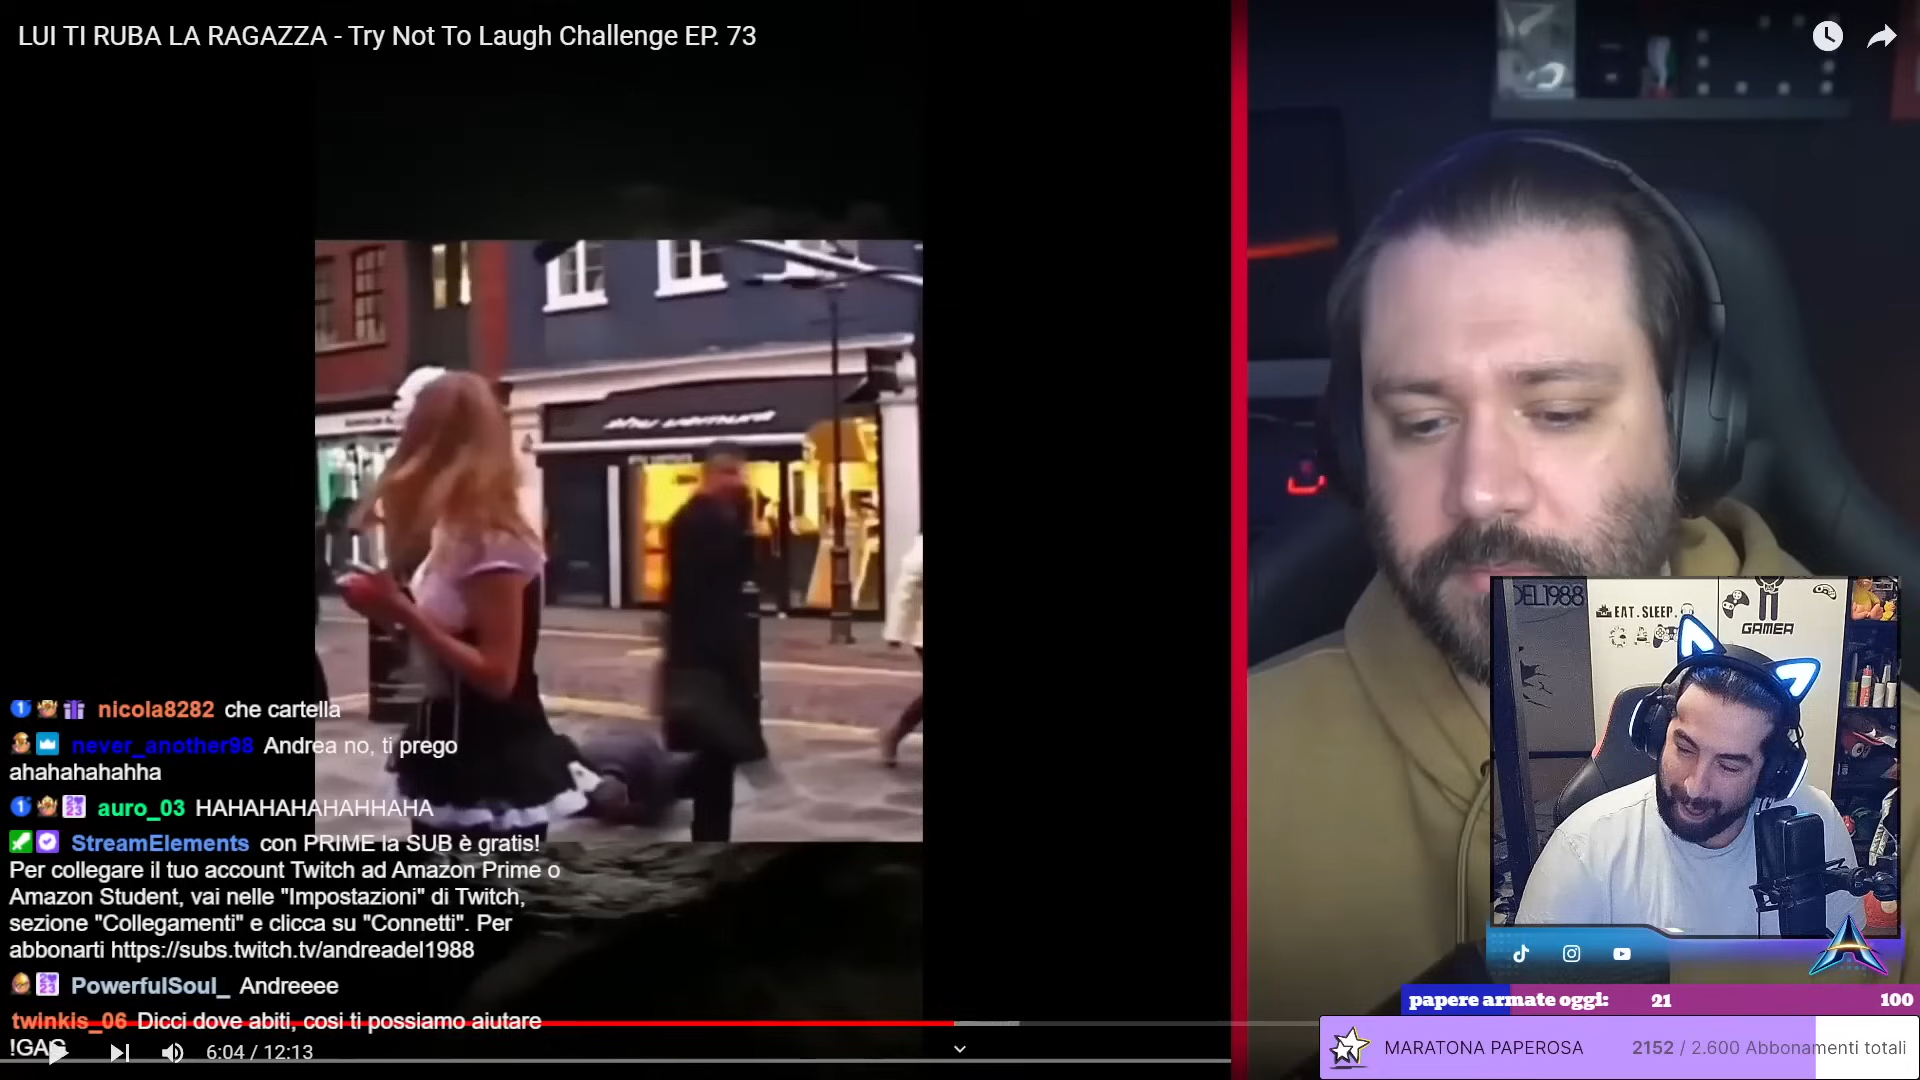 LUI TI RUBA LA RAGAZZA - Try Not To Laugh Challenge EP. 73
DEL1988
EAT.SLEEP.
GAMER
nicola8282 che cartella
never_another98 Andrea no, ti prego
ahahahahahha
auro_03 HAHAHAHAHAHHAHA
StreamElements con PRIME la SUB è gratis!
Per collegare il tuo account Twitch ad Amazon Prime o
Amazon Student, vai nelle "Impostazioni" di Twitch,
sezione "Collegamenti" e clicca su "Connetti". Per
abbonarti https://subs.twitch.tv/andreadel1988
PowerfulSoul_ Andreeee
twinkis_06 Dicci dove abiti, cosi ti possiamo aiutare
!GAG
6:04 / 12:13
papere armate oggi: 21 100
MARATONA PAPEROSA 2152 / 2.600 Abbonamenti totali